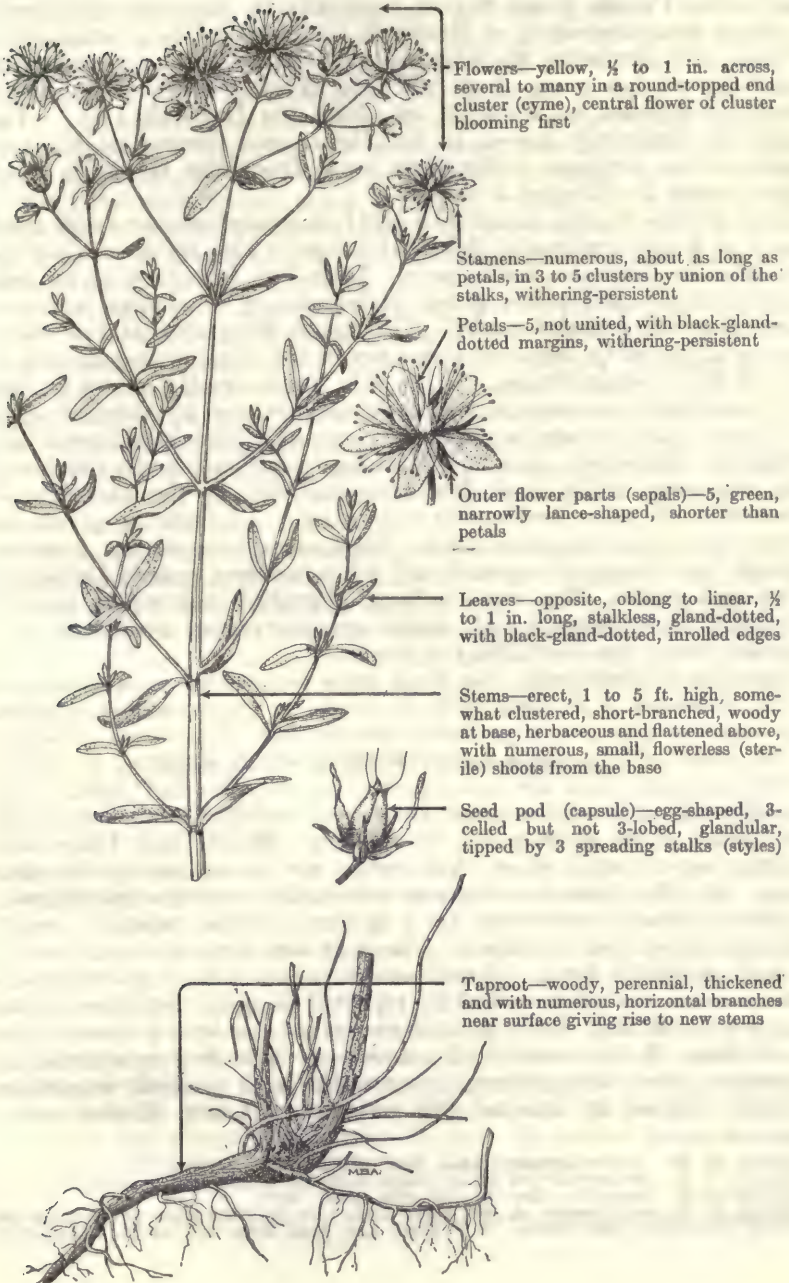 Flowers—yellow, ½ to 1 in. across,
several to many in a round-topped end
cluster (cyme), central flower of cluster
blooming first
Stamens—numerous, about as long as
petals, in 3 to 5 clusters by union of the
stalks, withering-persistent
Petals—5, not united, with black-gland-
dotted margins, withering-persistent
Outer flower parts (sepals)—5, green,
narrowly lance-shaped, shorter than
petals
Leaves—opposite, oblong to linear, ½
to 1 in. long, stalkless, gland-dotted,
with black-gland-dotted, inrolled edges
Stems—erect, 1 to 5 ft. high, some-
what clustered, short-branched, woody
at base, herbaceous and flattened above,
with numerous, small, flowerless (ster-
ile) shoots from the base
Seed pod (capsule)—egg-shaped, 3-
celled but not 3-lobed, glandular,
tipped by 3 spreading stalks (styles)
Taproot—woody, perennial, thickened
and with numerous, horizontal branches
near surface giving rise to new stems
M.B.A.